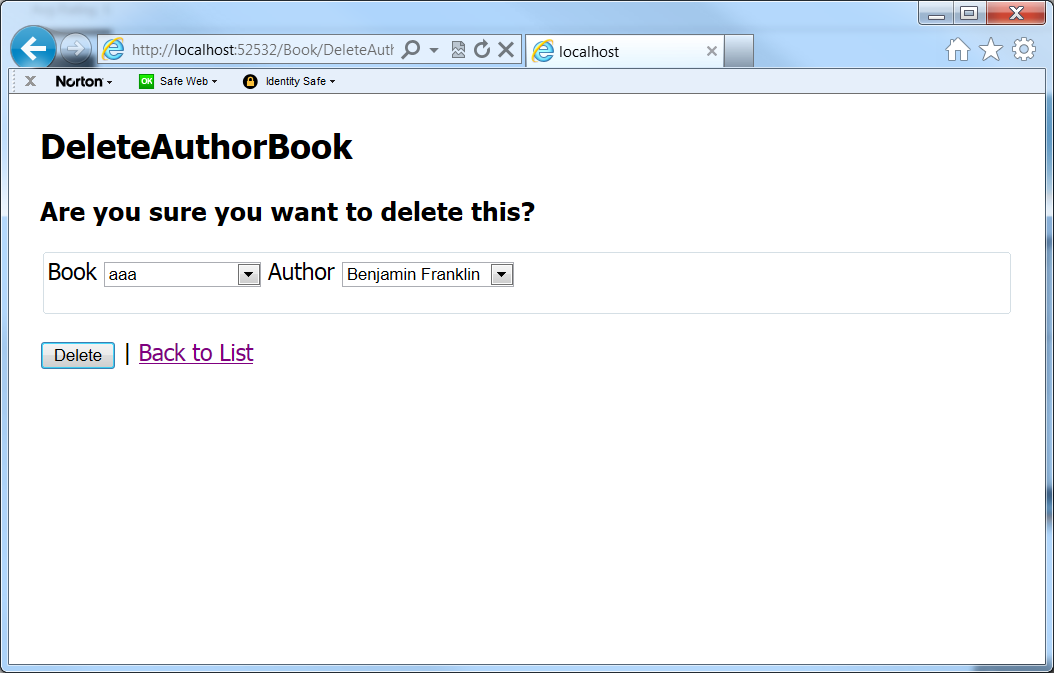 http://localhost:52532/Book/DeleteAuth
localhost
Norton
OK Safe Web
Identity Safe
DeleteAuthorBook
Are you sure you want to delete this?
Book aaa Author Benjamin Franklin
Delete | Back to List